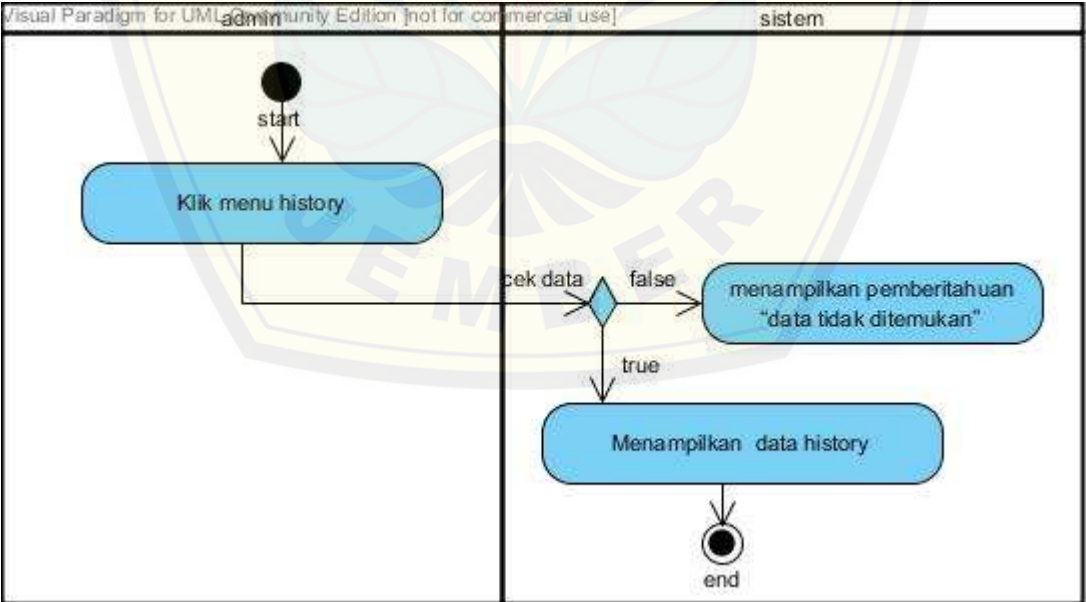 Visual Paradigm for UML Community Edition [not for commercial use]
admin
sistem
start
Klik menu history
cek data
false
menampilkan pemberitahuan
"data tidak ditemukan"
true
Menampilkan data history
end
JEMBER